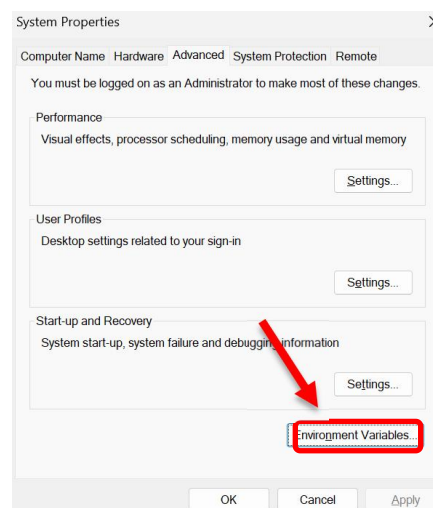 System Properties
Computer Name Hardware Advanced System Protection Remote
You must be logged on as an Administrator to make most of these changes.
Performance
Visual effects, processor scheduling, memory usage and virtual memory
Settings...
User Profiles
Desktop settings related to your sign-in
Settings...
Start-up and Recovery
System start-up, system failure and debugging information
Settings...
Environment Variables...
OK Cancel Apply